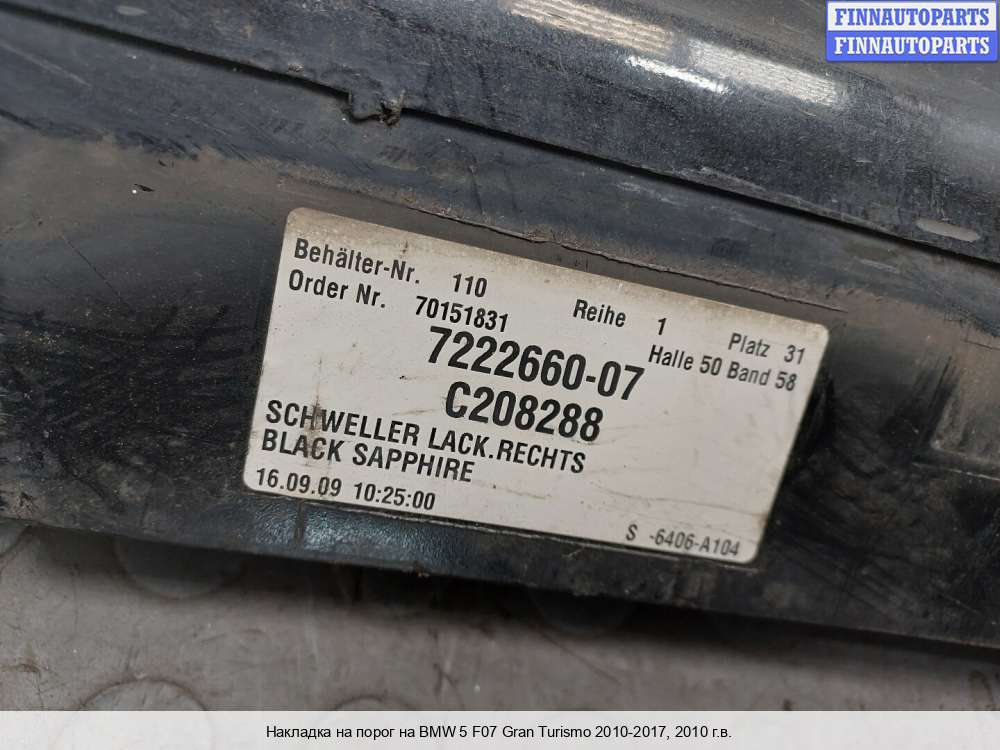 FINNAUTOPARTS
FINNAUTOPARTS
Behälter-Nr. 110 Reihe 1 Platz 31
Order Nr. 70151831 Halle 50 Band 58
7222660-07
C208288
SCHWELLER LACK.RECHTS
BLACK SAPPHIRE
16.09.09 10:25:00 S -6406-A104
Накладка на порог на BMW 5 F07 Gran Turismo 2010-2017, 2010 г.в.